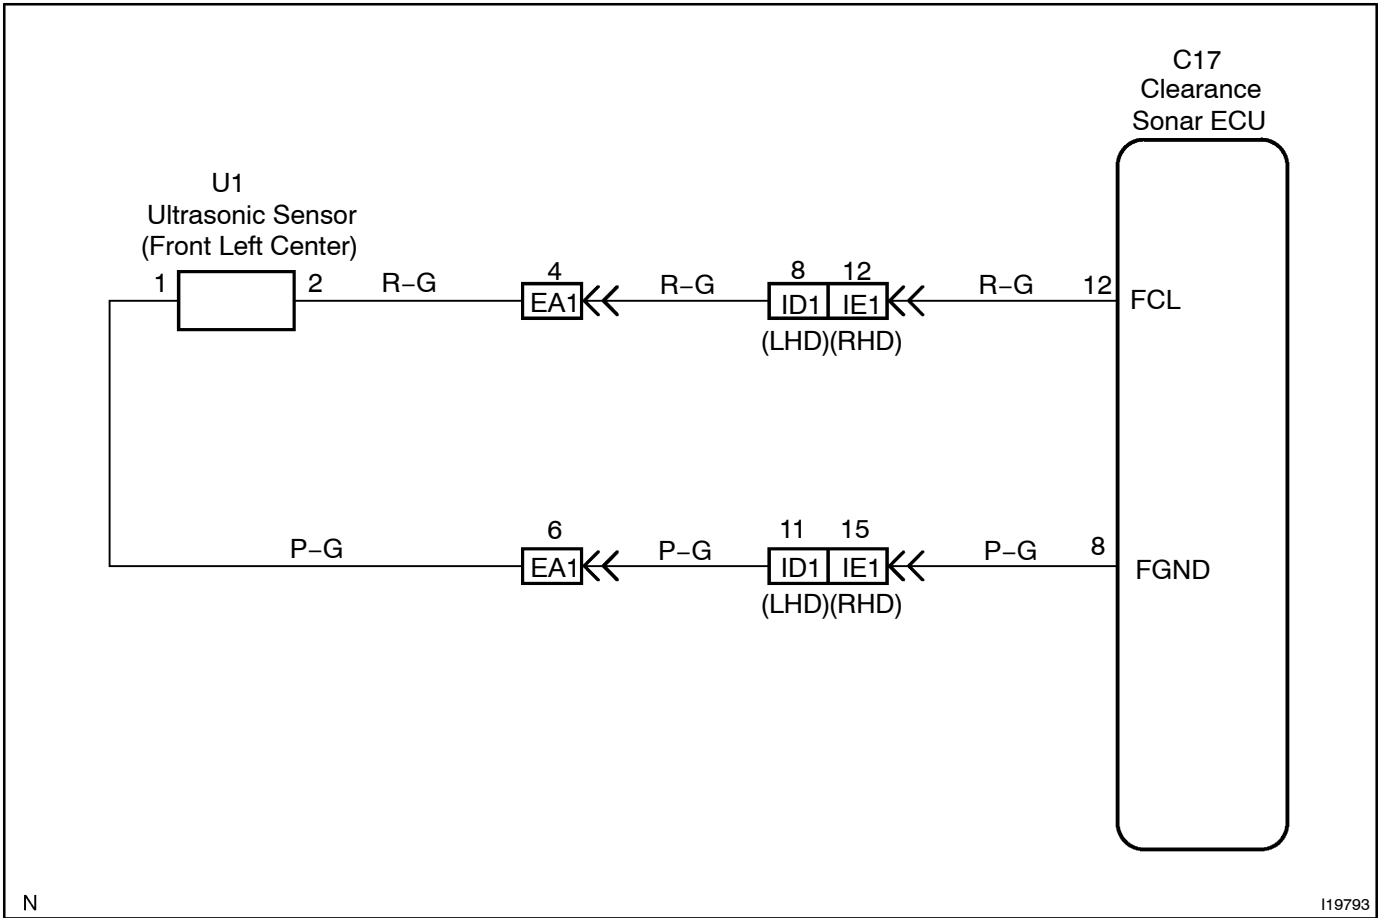 C17
Clearance
Sonar ECU
U1
Ultrasonic Sensor
(Front Left Center)
1 2 R–G 4 R–G 8 12 R–G 12 FCL
EA1 ID1 IE1
(LHD)(RHD)
P–G 6 P–G 11 15 P–G 8 FGND
EA1 ID1 IE1
(LHD)(RHD)
N I19793